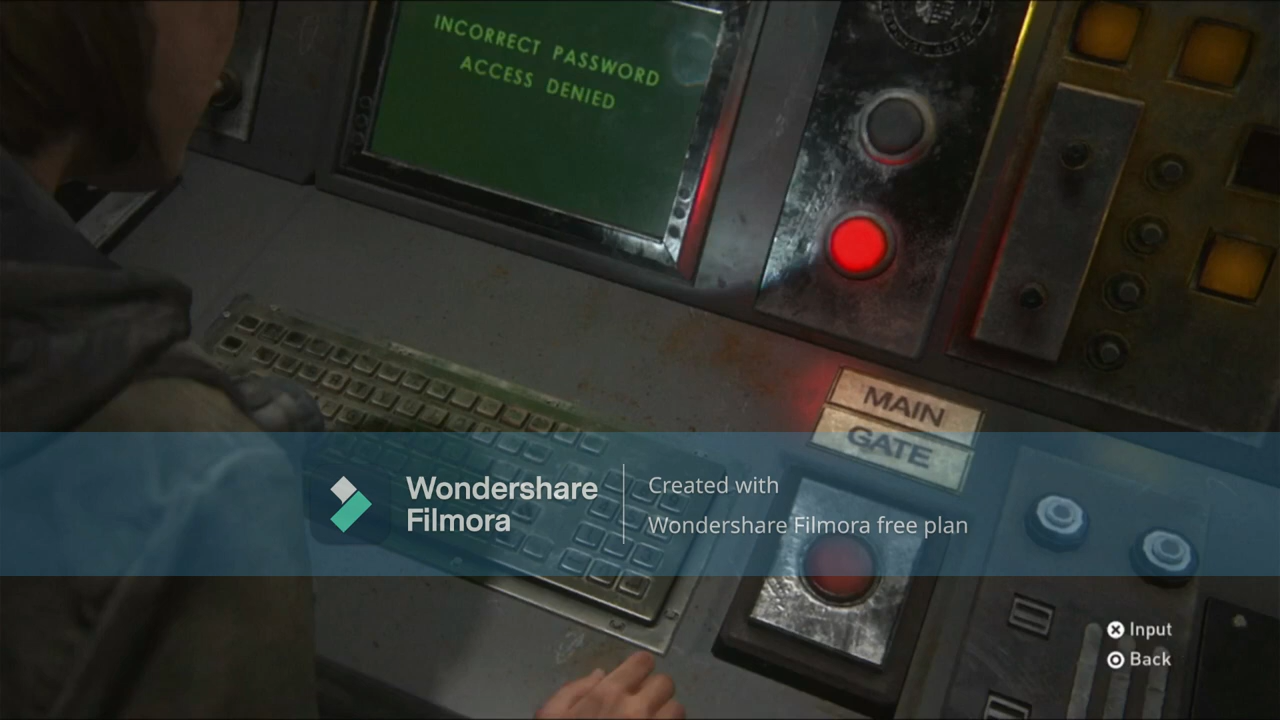 INCORRECT PASSWORD
ACCESS DENIED
MAIN
GATE
Wondershare
Filmora
Created with
Wondershare Filmora free plan
Input
Back